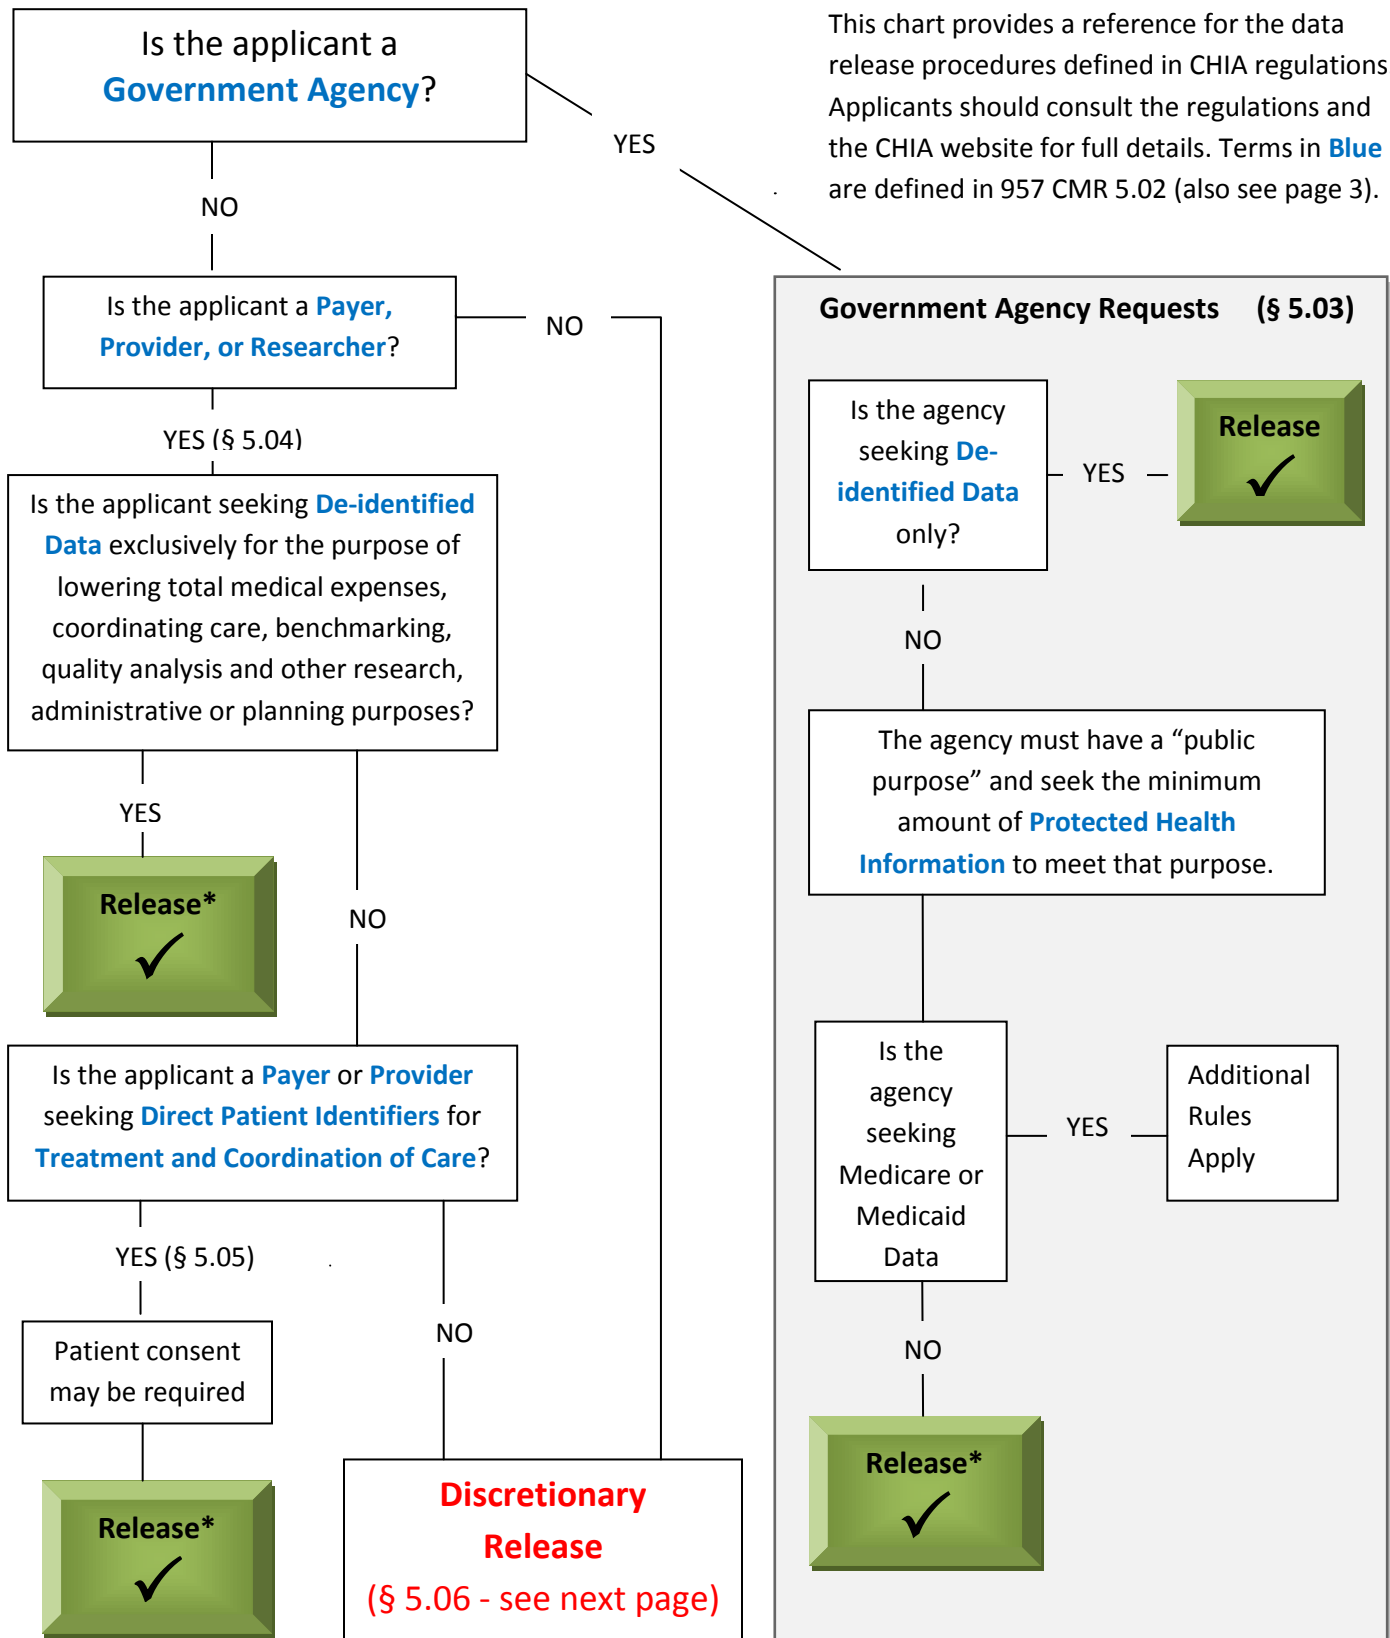 Is the applicant a
Government Agency?
This chart provides a reference for the data
release procedures defined in CHIA regulations
Applicants should consult the regulations and
the CHIA website for full details. Terms in Blue
are defined in 957 CMR 5.02 (also see page 3).
YES
NO
Is the applicant a Payer,
Provider, or Researcher?
NO
YES (§ 5.04)
Is the applicant seeking De-identified
Data exclusively for the purpose of
lowering total medical expenses,
coordinating care, benchmarking,
quality analysis and other research,
administrative or planning purposes?
YES
NO
Release*
✓
Is the applicant a Payer or Provider
seeking Direct Patient Identifiers for
Treatment and Coordination of Care?
YES (§ 5.05)
NO
Patient consent
may be required
Release*
✓
Discretionary
Release
(§ 5.06 - see next page)
Government Agency Requests (§ 5.03)
Is the agency
seeking De-
identified Data
only?
YES
Release
✓
NO
The agency must have a “public
purpose” and seek the minimum
amount of Protected Health
Information to meet that purpose.
Is the
agency
seeking
Medicare or
Medicaid
Data
YES
Additional
Rules
Apply
NO
Release*
✓